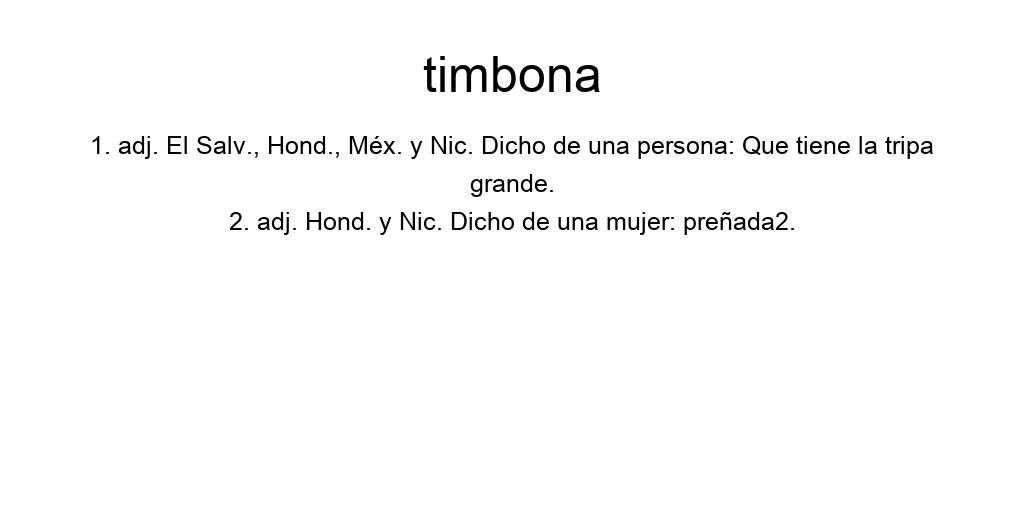 timbona
1. adj. El Salv., Hond., Méx. y Nic. Dicho de una persona: Que tiene la tripa
grande.
2. adj. Hond. y Nic. Dicho de una mujer: preñada2.